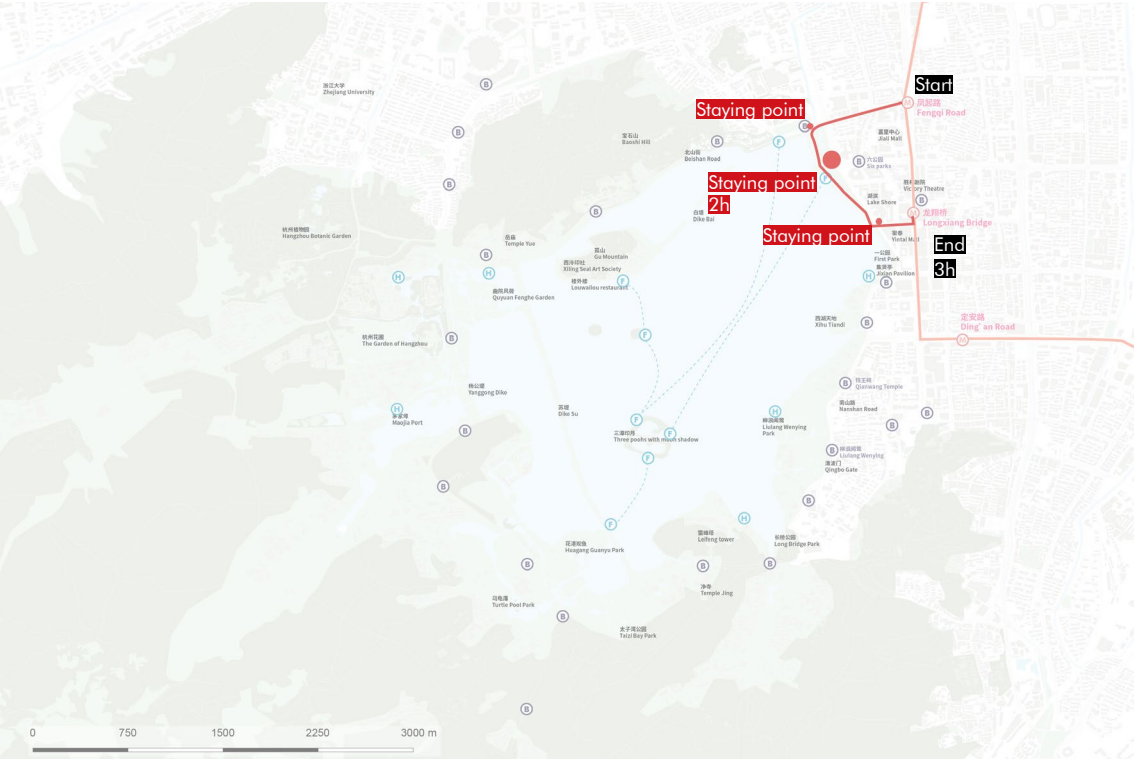 Start
凤起路
Fengqi Road
浙江大学
Zhejiang University
B
Staying point
B
M
嘉里中心
Jiali Mall
宝石山
Baoshi Hill
B
F
北山街
Beishan Road
B
六公园
Six parks
B
Staying point
2h
F
B
湖滨
Lake Shore
Victory Theatre
B
白堤
Dike Bai
B
M
龙翔桥
Longxiang Bridge
杭州植物园
Hangzhou Botanic Garden
岳庙
Temple Yue
Staying point
银泰
Yintai Mall
End
3h
孤山
Gu Mountain
B
一公园
First Park
西泠印社
Xiling Seal Art Society
H
H
楼外楼
Louwailou restaurant
F
H
集贤亭
Jixian Pavilion
B
曲院风荷
Quyuan Fenghe Garden
西湖天地
Xihu Tiandi
B
定安路
Ding' an Road
M
杭州花圃
The Garden of Hangzhou
B
F
杨公堤
Yanggong Dike
B
钱王祠
Qianwang Temple
H
Maojia Port
苏堤
Dike Su
南山路
Nanshan Road
B
H
F
柳浪闻莺
Liulang Wenying
Park
B
B
三潭印月
Three poohs with moon shadow
F
B
柳浪闻莺
Liulang Wenying
F
清波门
Qingbo Gate
B
B
H
F
雷峰塔
Leifeng tower
长桥公园
Long Bridge Park
花港观鱼
Huagang Guanyu Park
B
B
B
净寺
Temple Jing
乌龟潭
Turtle Pool Park
B
太子湾公园
Taizi Bay Park
B
0 750 1500 2250 3000 m